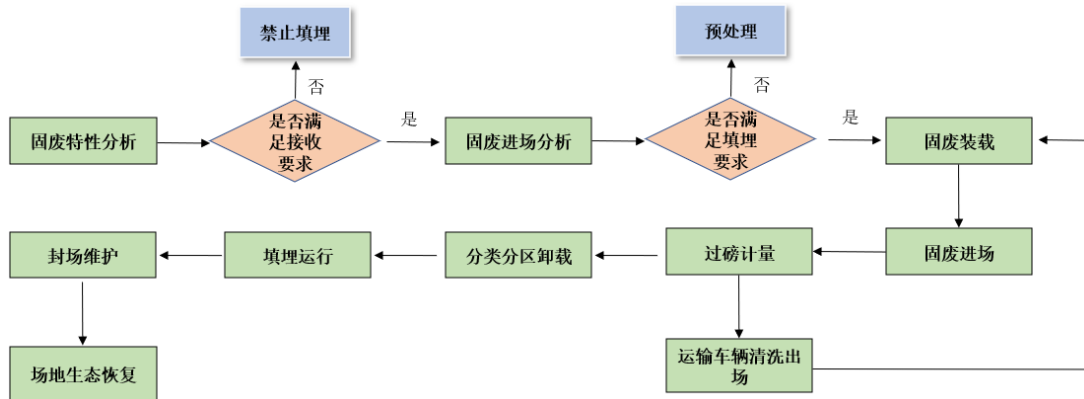 禁止填埋
预处理
否
否
固废特性分析
是否满
足接收
要求
是
固废进场分析
是否满
足填埋
要求
是
固废装载
封场维护
填埋运行
分类分区卸载
过磅计量
固废进场
场地生态恢复
运输车辆清洗出
场